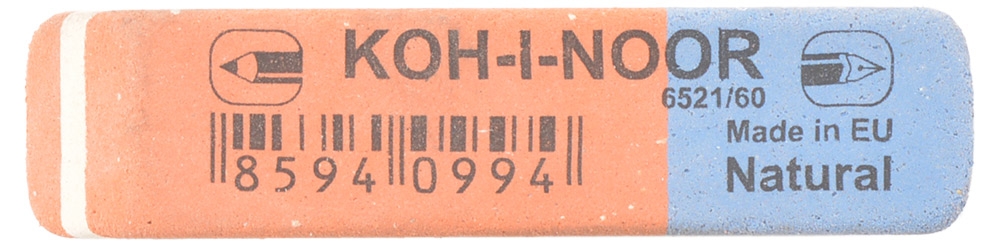 KOH-I-NOOR
6521/60
Made in EU
Natural
8594 0994